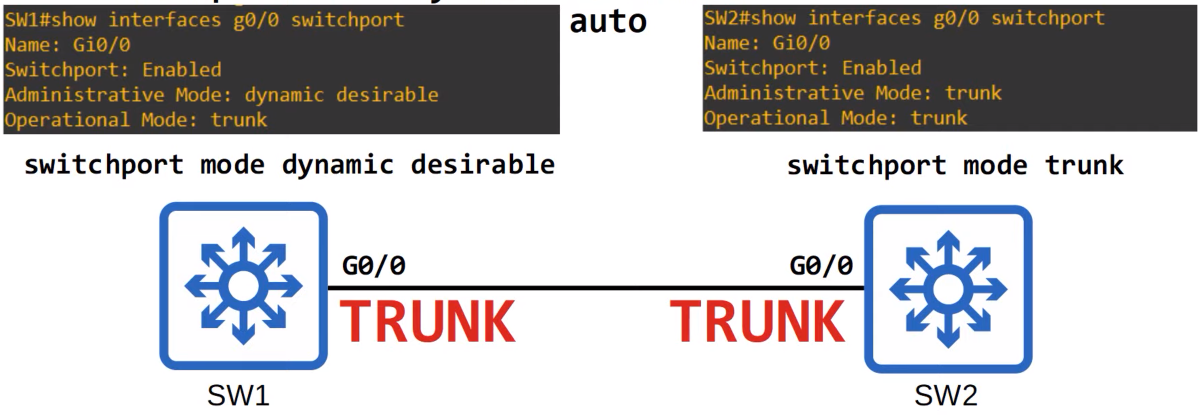 auto
SW1#show interfaces g0/0 switchport
Name: Gi0/0
Switchport: Enabled
Administrative Mode: dynamic desirable
Operational Mode: trunk
SW2#show interfaces g0/0 switchport
Name: Gi0/0
Switchport: Enabled
Administrative Mode: trunk
Operational Mode: trunk
switchport mode dynamic desirable
switchport mode trunk
G0/0
G0/0
TRUNK
TRUNK
SW1
SW2